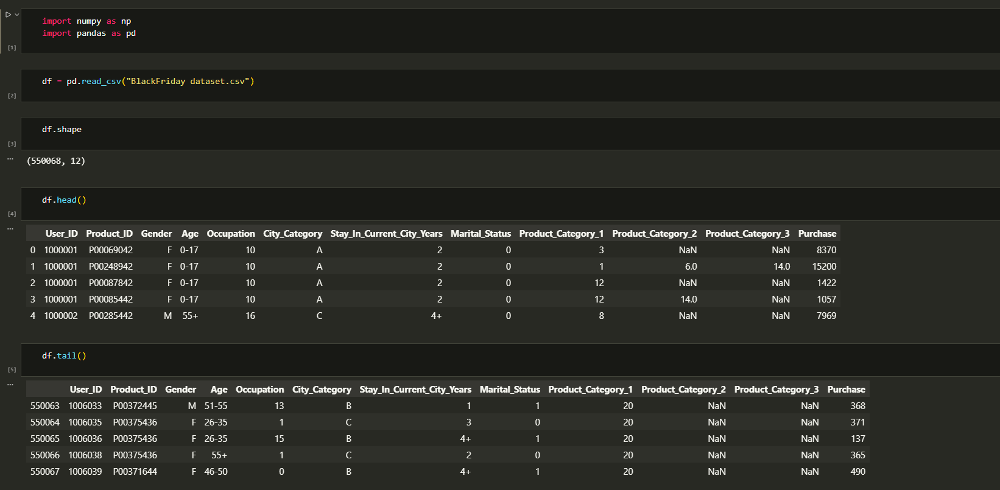 import numpy as np
import pandas as pd
[1]
df = pd.read_csv("BlackFriday dataset.csv")
[2]
df.shape
[3]
...
(550068, 12)
df.head()
[4]
...
User_ID Product_ID Gender Age Occupation City_Category Stay_In_Current_City_Years Marital_Status Product_Category_1 Product_Category_2 Product_Category_3 Purchase
0 1000001 P00069042 F 0-17 10 A 2 0 3 NaN NaN 8370
1 1000001 P00248942 F 0-17 10 A 2 0 1 6.0 14.0 15200
2 1000001 P00087842 F 0-17 10 A 2 0 12 NaN NaN 1422
3 1000001 P00085442 F 0-17 10 A 2 0 12 14.0 NaN 1057
4 1000002 P00285442 M 55+ 16 C 4+ 0 8 NaN NaN 7969
df.tail()
[5]
...
User_ID Product_ID Gender Age Occupation City_Category Stay_In_Current_City_Years Marital_Status Product_Category_1 Product_Category_2 Product_Category_3 Purchase
550063 1006033 P00372445 M 51-55 13 B 1 1 20 NaN NaN 368
550064 1006035 P00375436 F 26-35 1 C 3 0 20 NaN NaN 371
550065 1006036 P00375436 F 26-35 15 B 4+ 1 20 NaN NaN 137
550066 1006038 P00375436 F 55+ 1 C 2 0 20 NaN NaN 365
550067 1006039 P00371644 F 46-50 0 B 4+ 1 20 NaN NaN 490